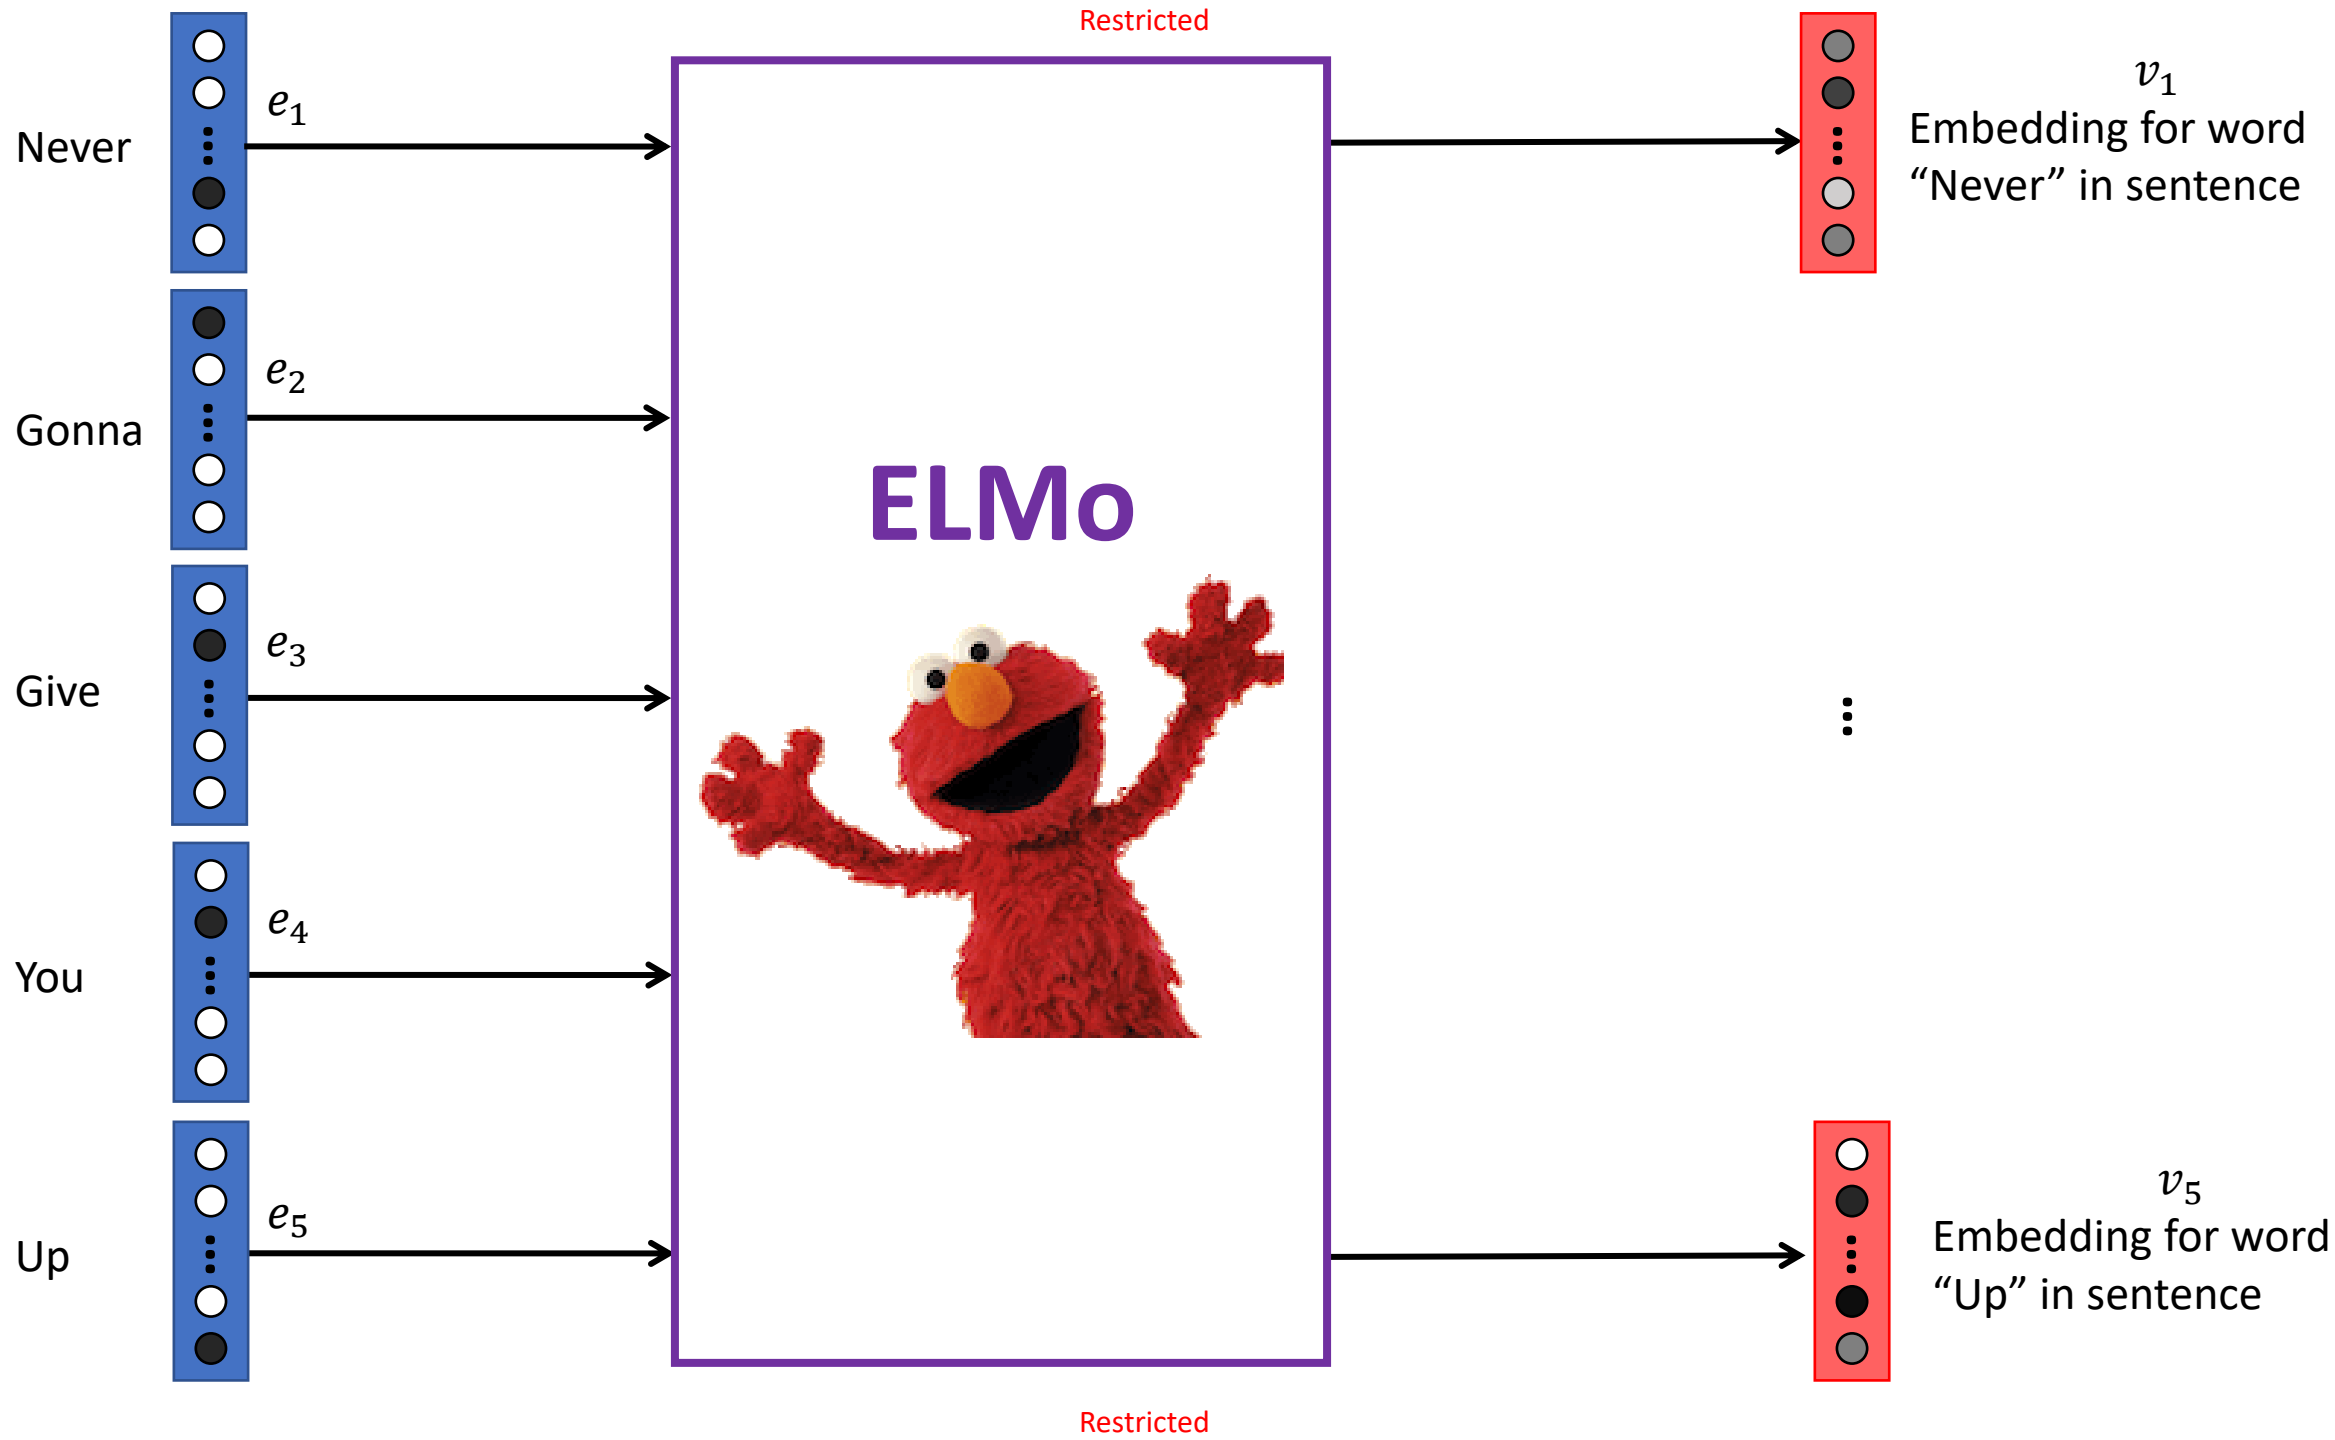 Restricted
Never
e₁
v₁
Embedding for word
“Never” in sentence
Gonna
e₂
ELMo
Give
e₃
You
e₄
Up
e₅
v₅
Embedding for word
“Up” in sentence
Restricted